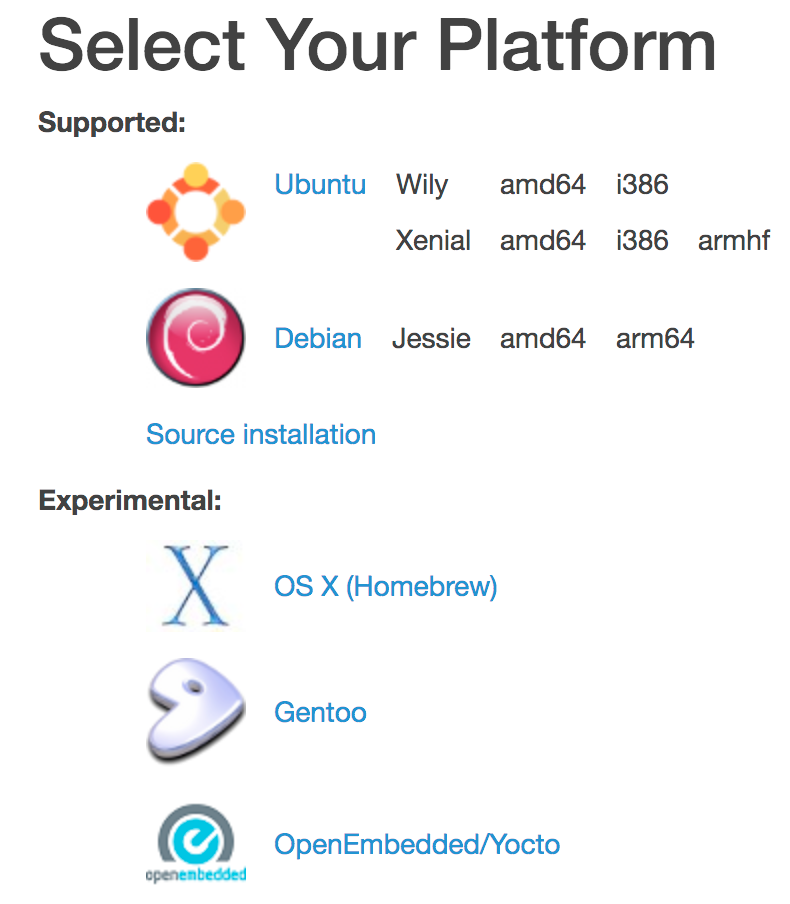 Select Your Platform
Supported:
Ubuntu Wily amd64 i386
Xenial amd64 i386 armhf
Debian Jessie amd64 arm64
Source installation
Experimental:
X
OS X (Homebrew)
Gentoo
openembedded
OpenEmbedded/Yocto